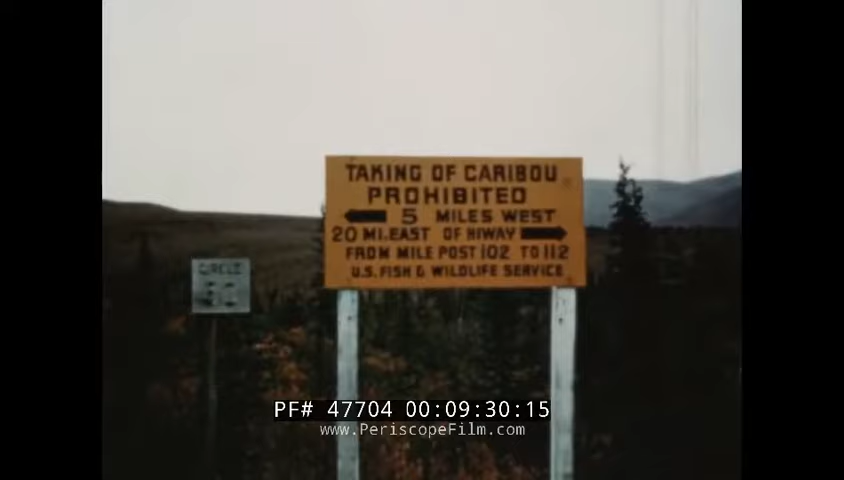 TAKING OF CARIBOU
PROHIBITED
5 MILES WEST
20 MI. EAST OF HIWAY
FROM MILE POST 102 TO 112
U.S. FISH & WILDLIFE SERVICE
CIRCLE
PF# 47704 00:09:30:15
www.PeriscopeFilm.com